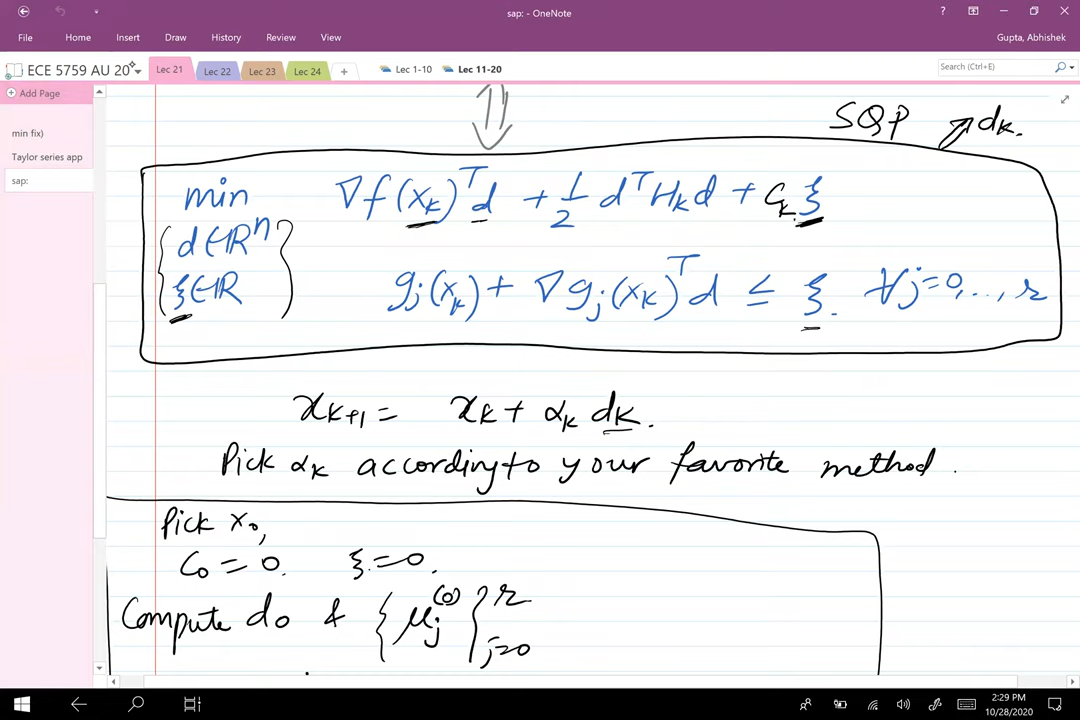 sap: - OneNote
File Home Insert Draw History Review View Gupta, Abhishek
ECE 5759 AU 20 Lec 21 Lec 22 Lec 23 Lec 24 + Lec 1-10 Lec 11-20 Search (Ctrl+E)
Add Page
min fix)
Taylor series app
sap:
SQP ↗ dk.
min ∇f(xk)ᵀd + 1/2 dᵀHkd + Ckξ
{d∈ℝⁿ
ξ∈ℝ}
gj(xk) + ∇gj(xk)ᵀd ≤ ξ. ∀j=0,..., r
xk+1 = xk + αk dk.
Pick αk according to your favorite method.
Pick x0,
C0 = 0. ξ=0.
Compute d0 & {μj(0)}j=0 r
2:29 PM
10/28/2020